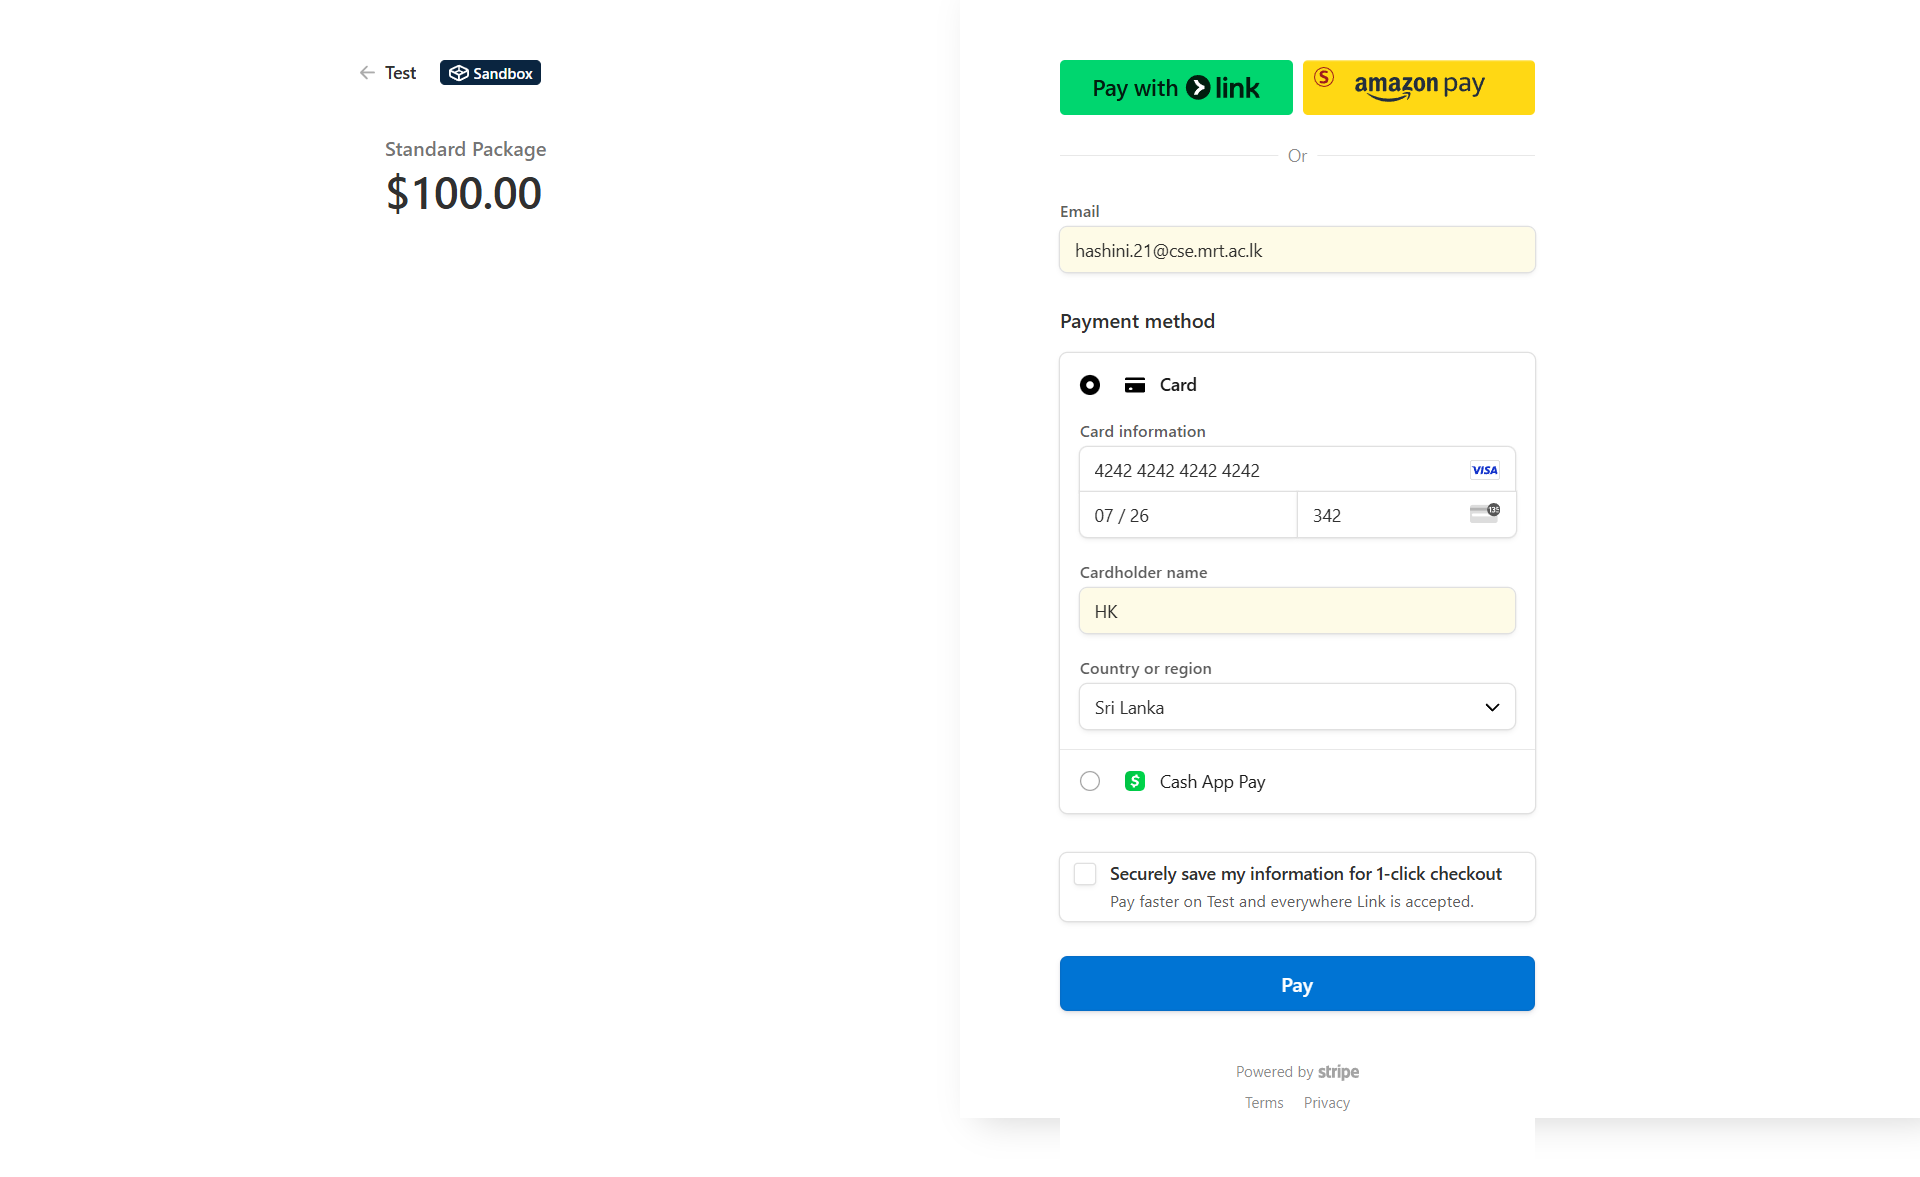 Test Sandbox
Standard Package
$100.00
Pay with link
S amazon pay
Or
Email
hashini.21@cse.mrt.ac.lk
Payment method
Card
Card information
4242 4242 4242 4242 VISA
07 / 26 342 135
Cardholder name
HK
Country or region
Sri Lanka
$ Cash App Pay
Securely save my information for 1-click checkout
Pay faster on Test and everywhere Link is accepted.
Pay
Powered by stripe
Terms Privacy